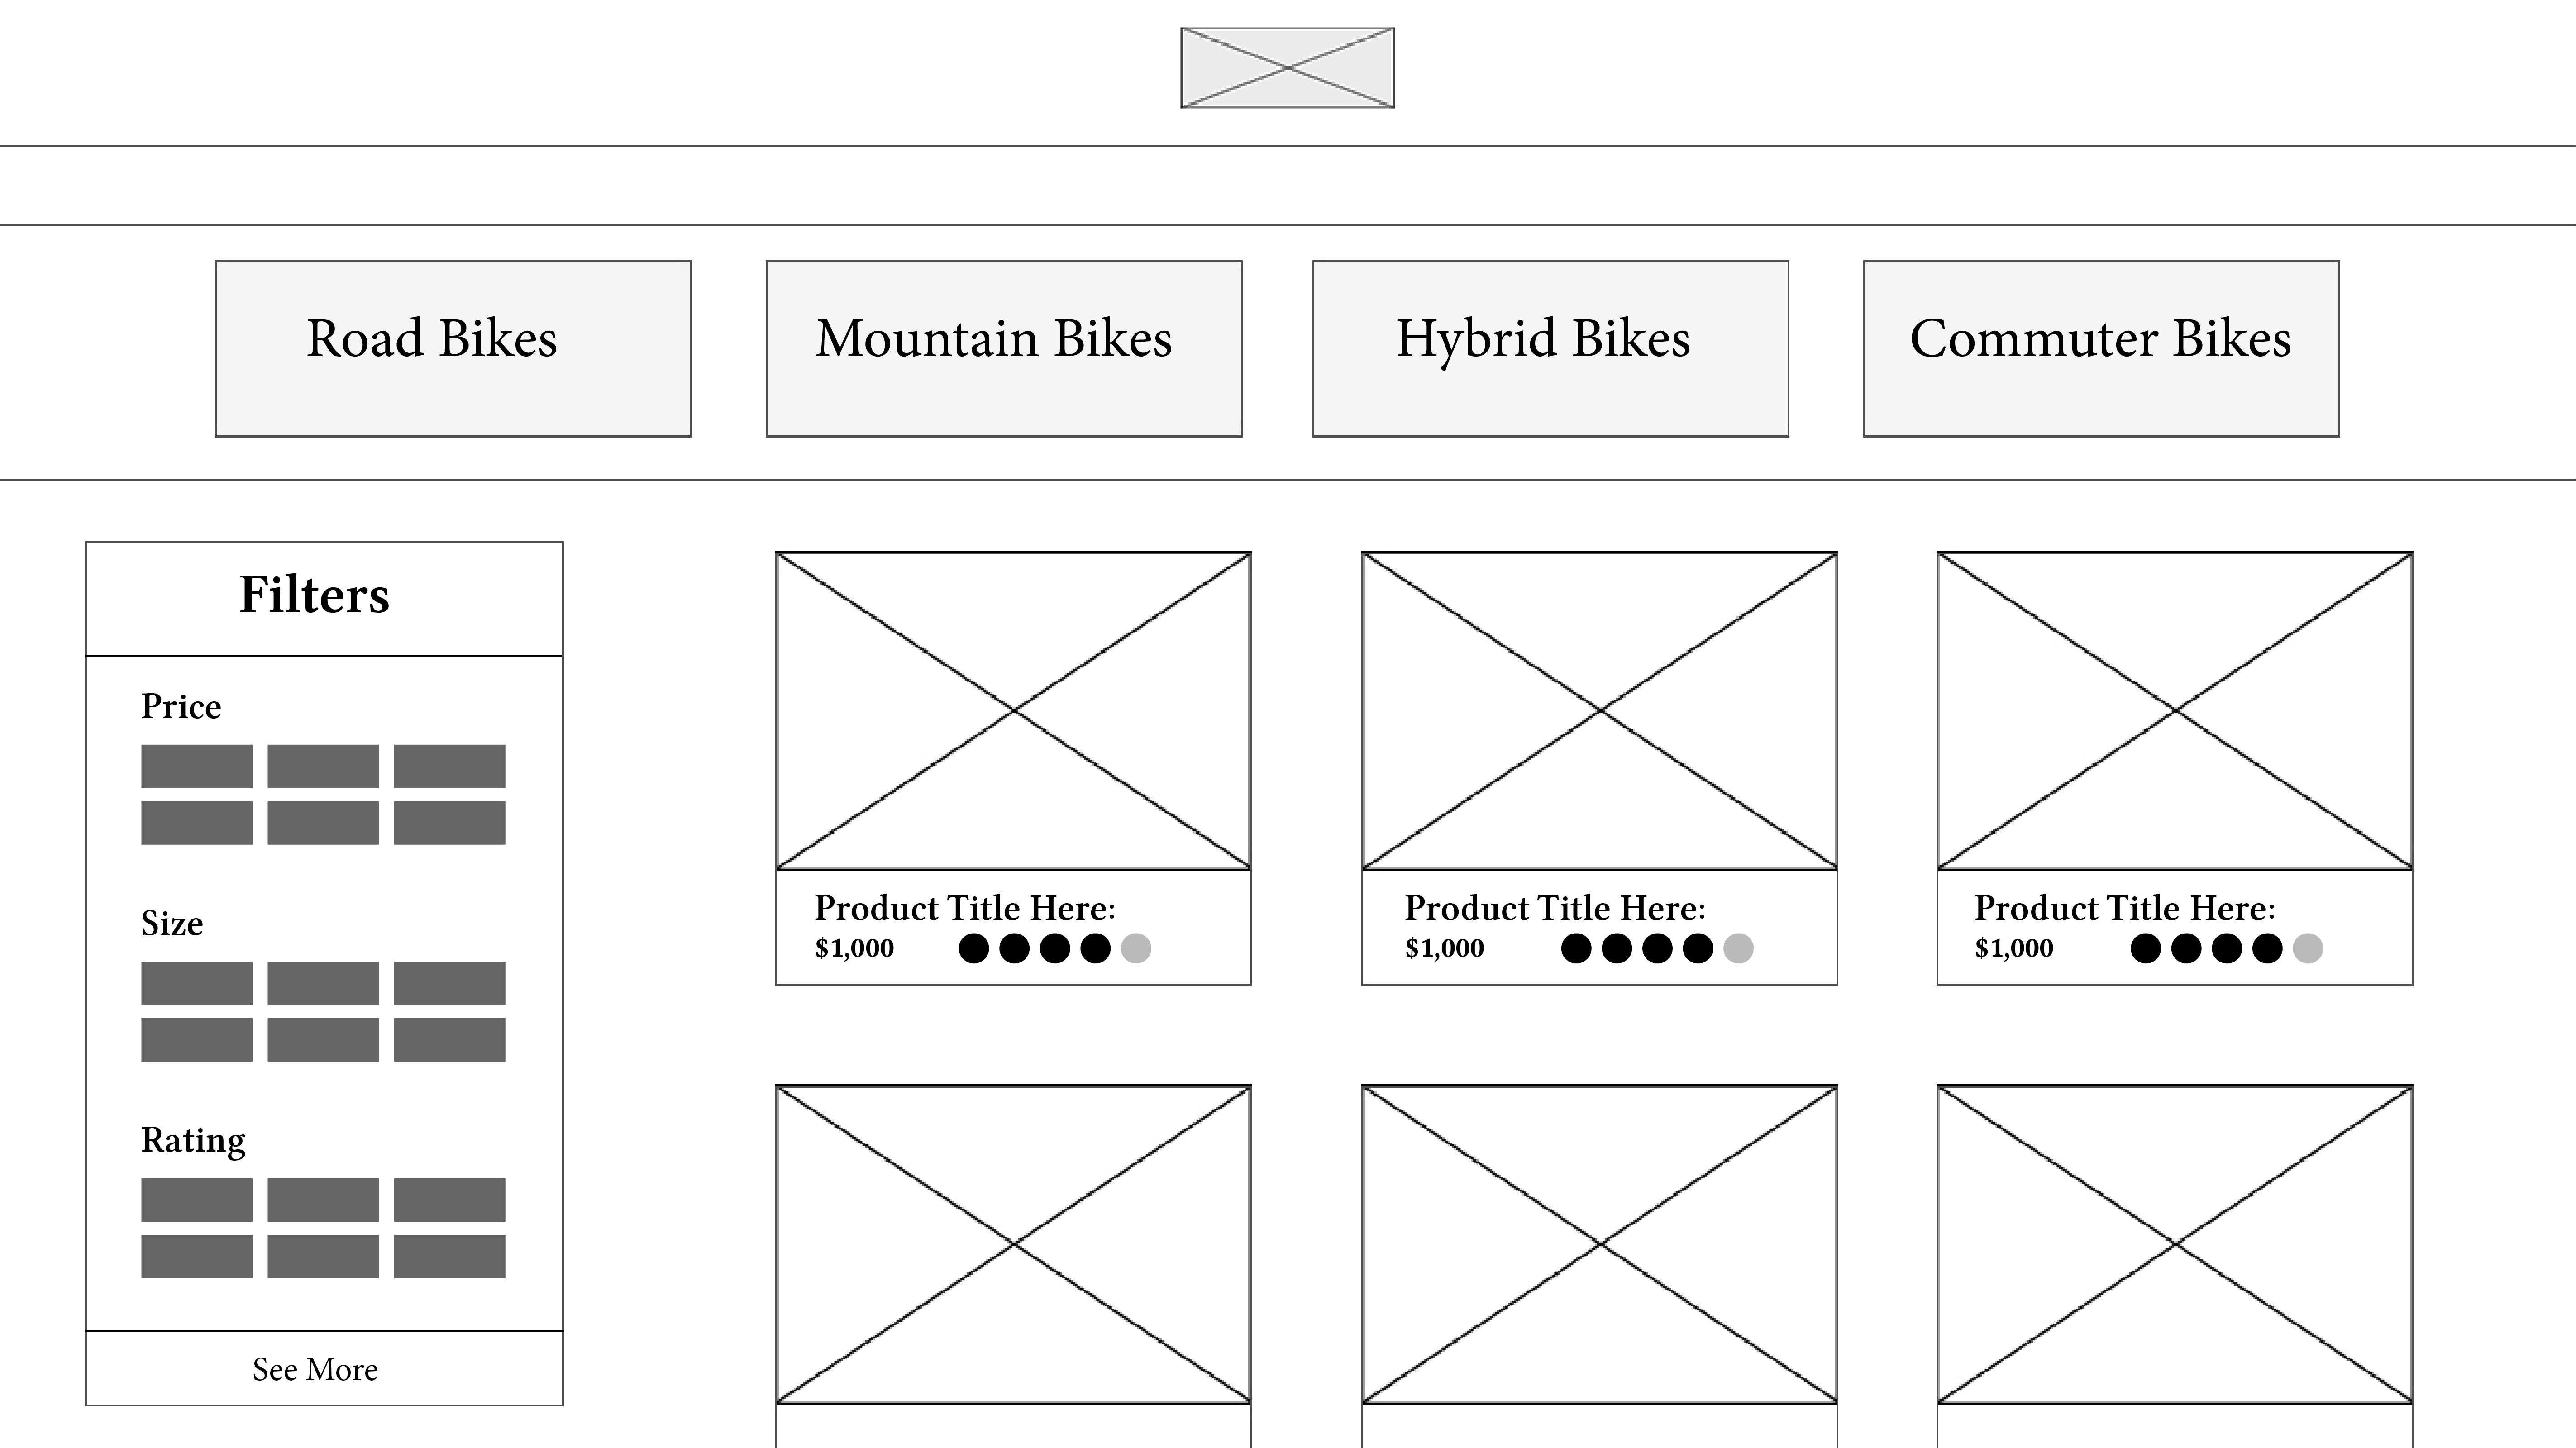 Road Bikes
Mountain Bikes
Hybrid Bikes
Commuter Bikes
Filters
Price
Size
Rating
See More
Product Title Here:
$1,000
Product Title Here:
$1,000
Product Title Here:
$1,000